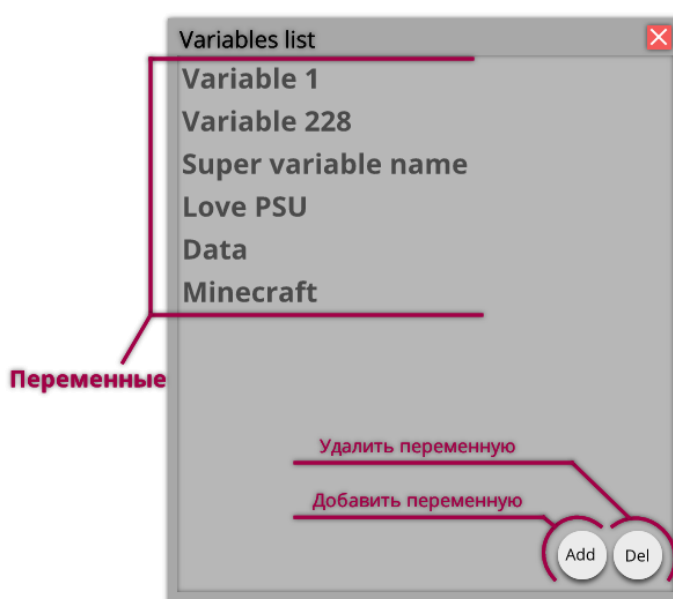 Variables list
Variable 1
Variable 228
Super variable name
Love PSU
Data
Minecraft
Переменные
Удалить переменную
Добавить переменную
Add
Del